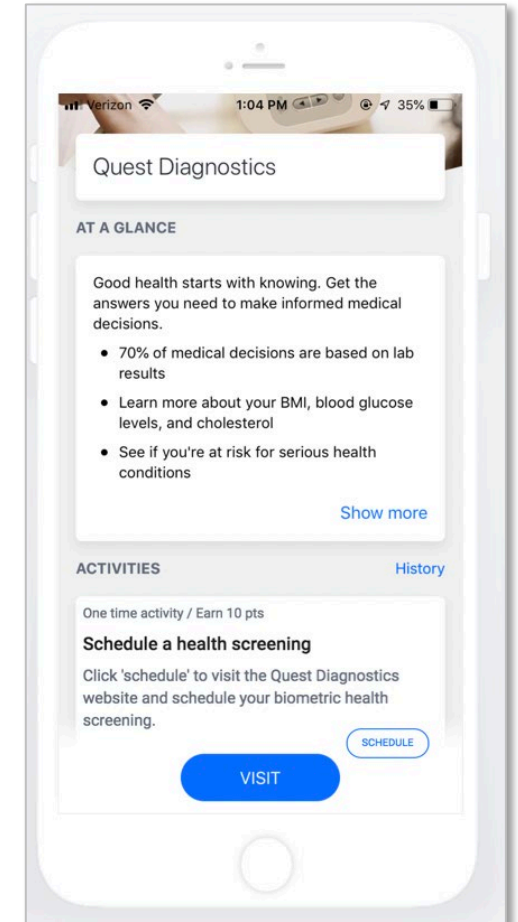 Verizon 1:04 PM 35%
Quest Diagnostics
AT A GLANCE
Good health starts with knowing. Get the
answers you need to make informed medical
decisions.
• 70% of medical decisions are based on lab
results
• Learn more about your BMI, blood glucose
levels, and cholesterol
• See if you're at risk for serious health
conditions
Show more
ACTIVITIES History
One time activity / Earn 10 pts
Schedule a health screening
Click 'schedule' to visit the Quest Diagnostics
website and schedule your biometric health
screening.
SCHEDULE
VISIT